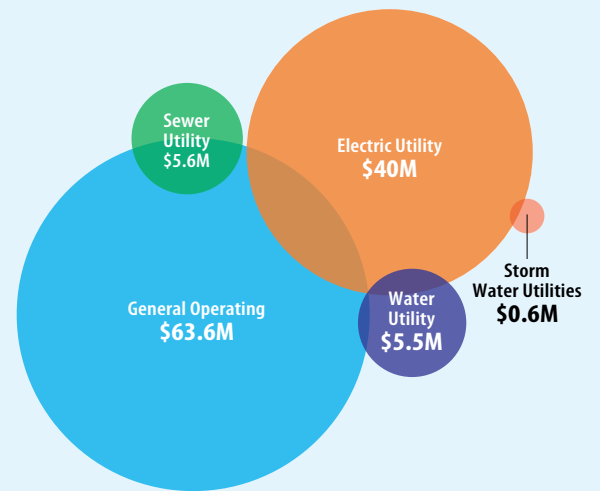 Sewer
Utility
$5.6M
Electric Utility
$40M
General Operating
$63.6M
Water
Utility
$5.5M
Storm
Water Utilities
$0.6M